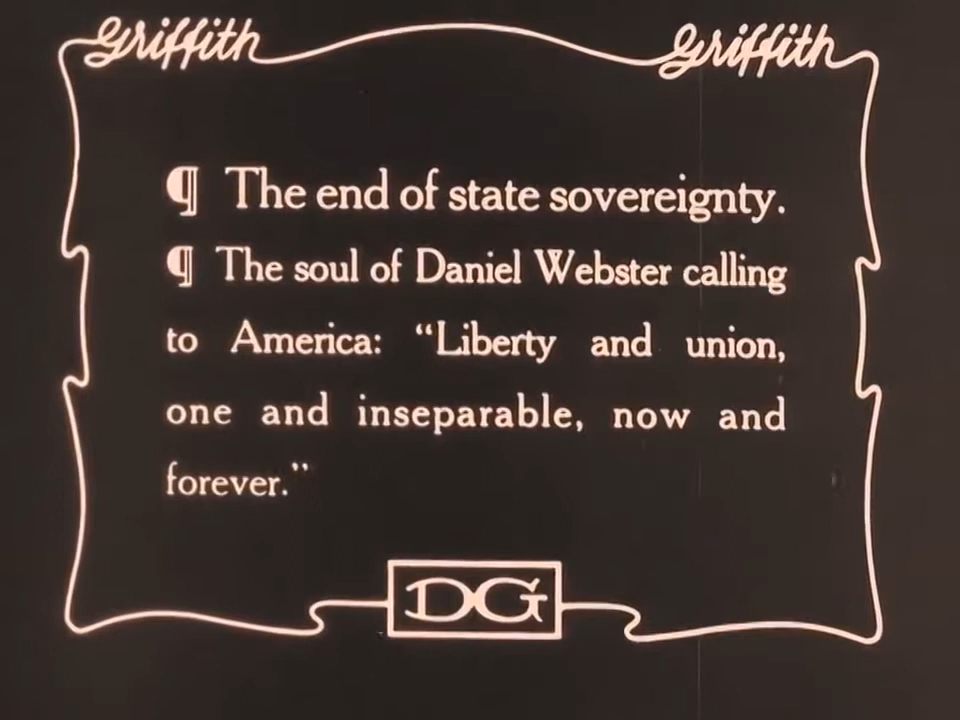 Griffith Griffith
¶ The end of state sovereignty.
¶ The soul of Daniel Webster calling
to America: “Liberty and union,
one and inseparable, now and
forever.”
DG